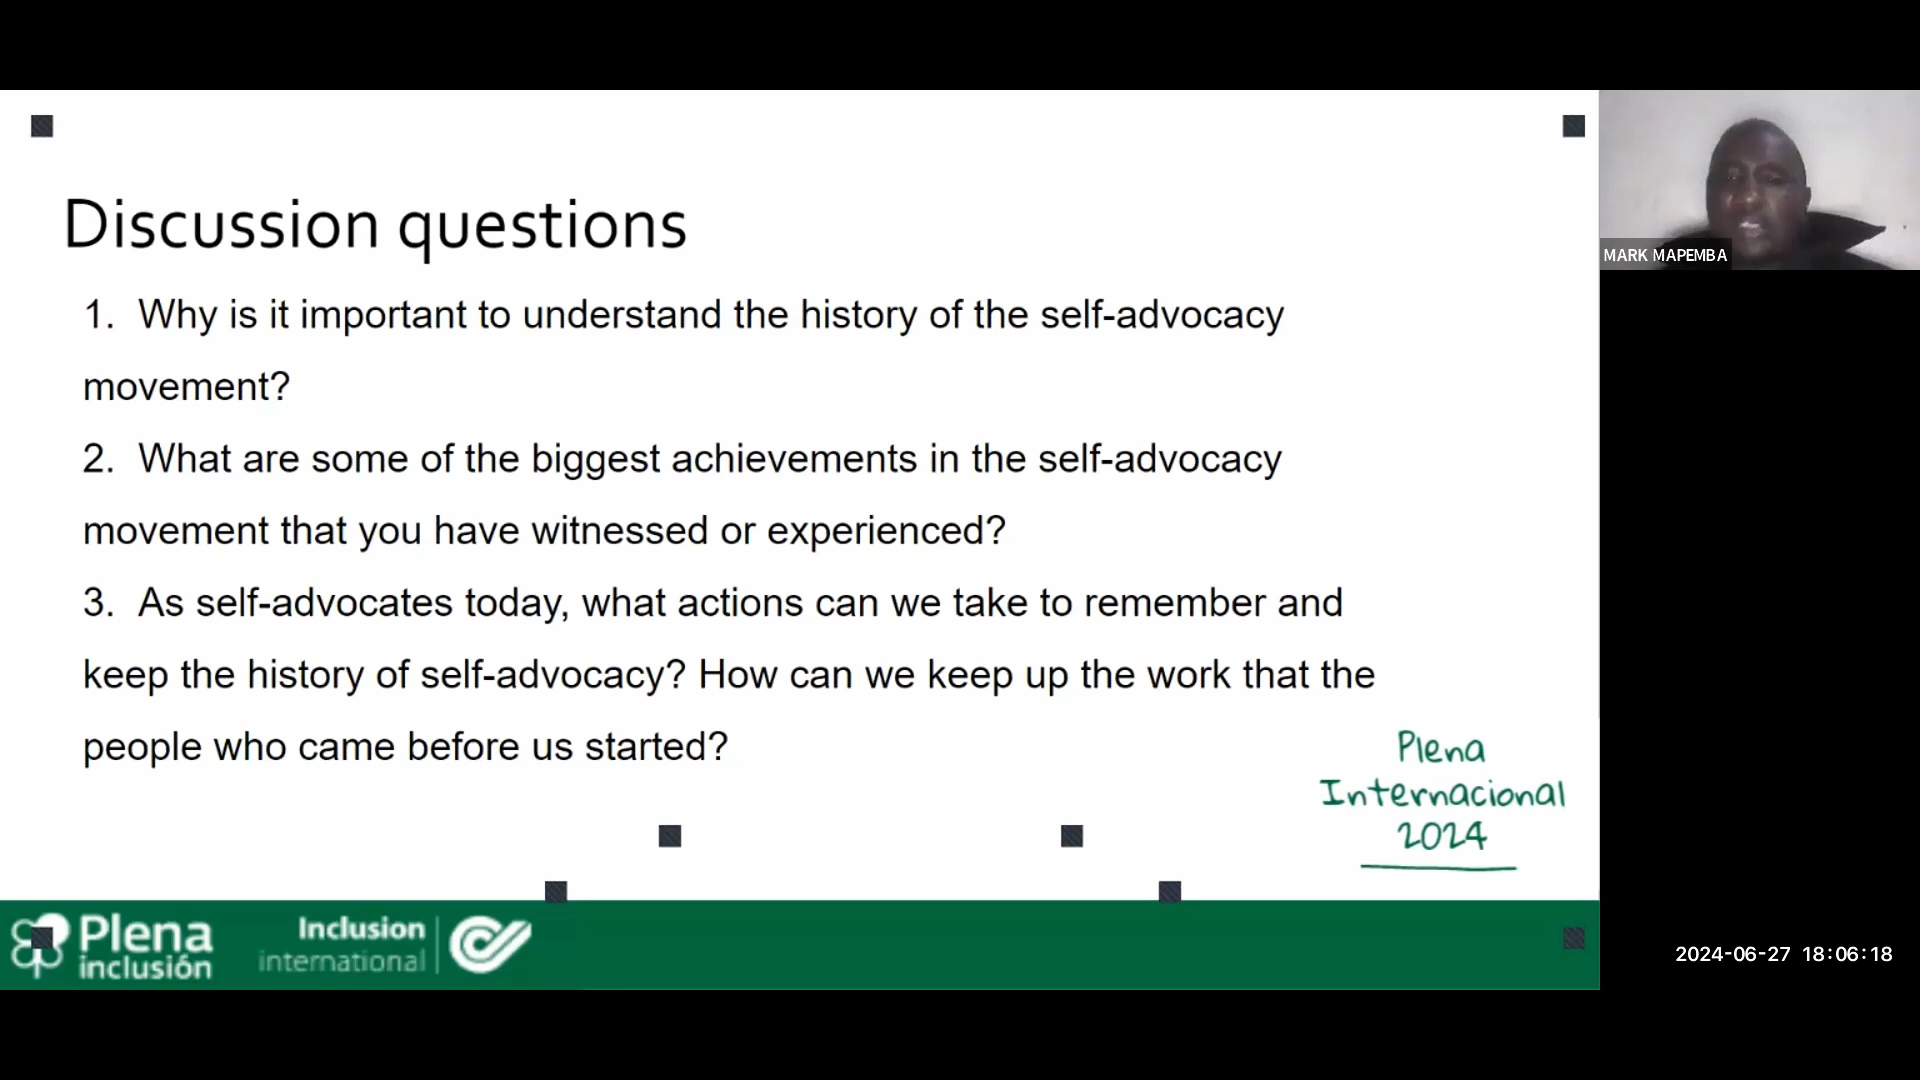 Discussion questions
1. Why is it important to understand the history of the self-advocacy
movement?
2. What are some of the biggest achievements in the self-advocacy
movement that you have witnessed or experienced?
3. As self-advocates today, what actions can we take to remember and
keep the history of self-advocacy? How can we keep up the work that the
people who came before us started?
Plena
Internacional
2024
Plena
inclusión
Inclusion
international
MARK MAPEMBA
2024-06-27 18:06:18